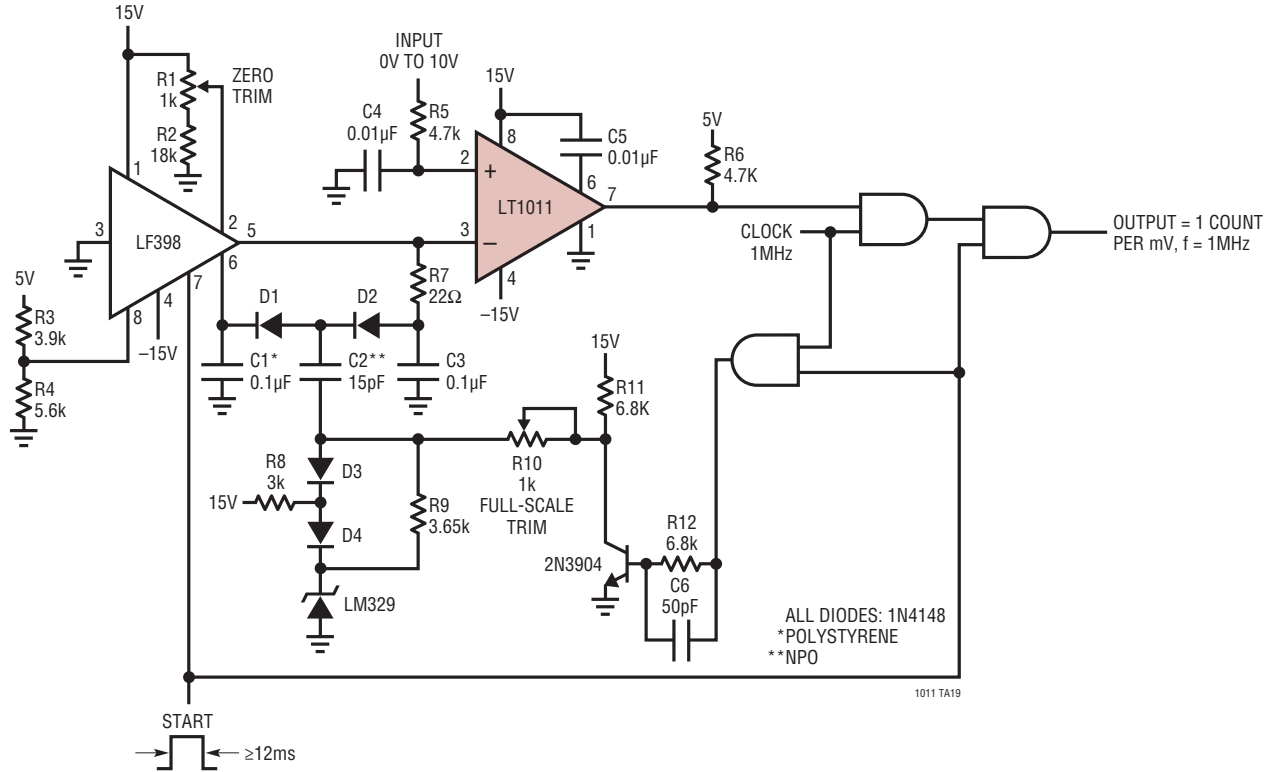 15V
R1
1k
ZERO
TRIM
R2
18k
1
3
LF398
2
5
6
7
4
8
–15V
5V
R3
3.9k
R4
5.6k
INPUT
0V TO 10V
C4
0.01µF
R5
4.7k
15V
8
C5
0.01µF
2
+
6
7
LT1011
3
–
1
4
–15V
5V
R6
4.7K
CLOCK
1MHz
OUTPUT = 1 COUNT
PER mV, f = 1MHz
R7
22Ω
D1
D2
C1*
0.1µF
C2**
15pF
C3
0.1µF
15V
R11
6.8K
R10
1k
FULL-SCALE
TRIM
R8
3k
15V
D3
D4
R9
3.65k
LM329
2N3904
R12
6.8k
C6
50pF
ALL DIODES: 1N4148
*POLYSTYRENE
**NPO
1011 TA19
START
≥12ms